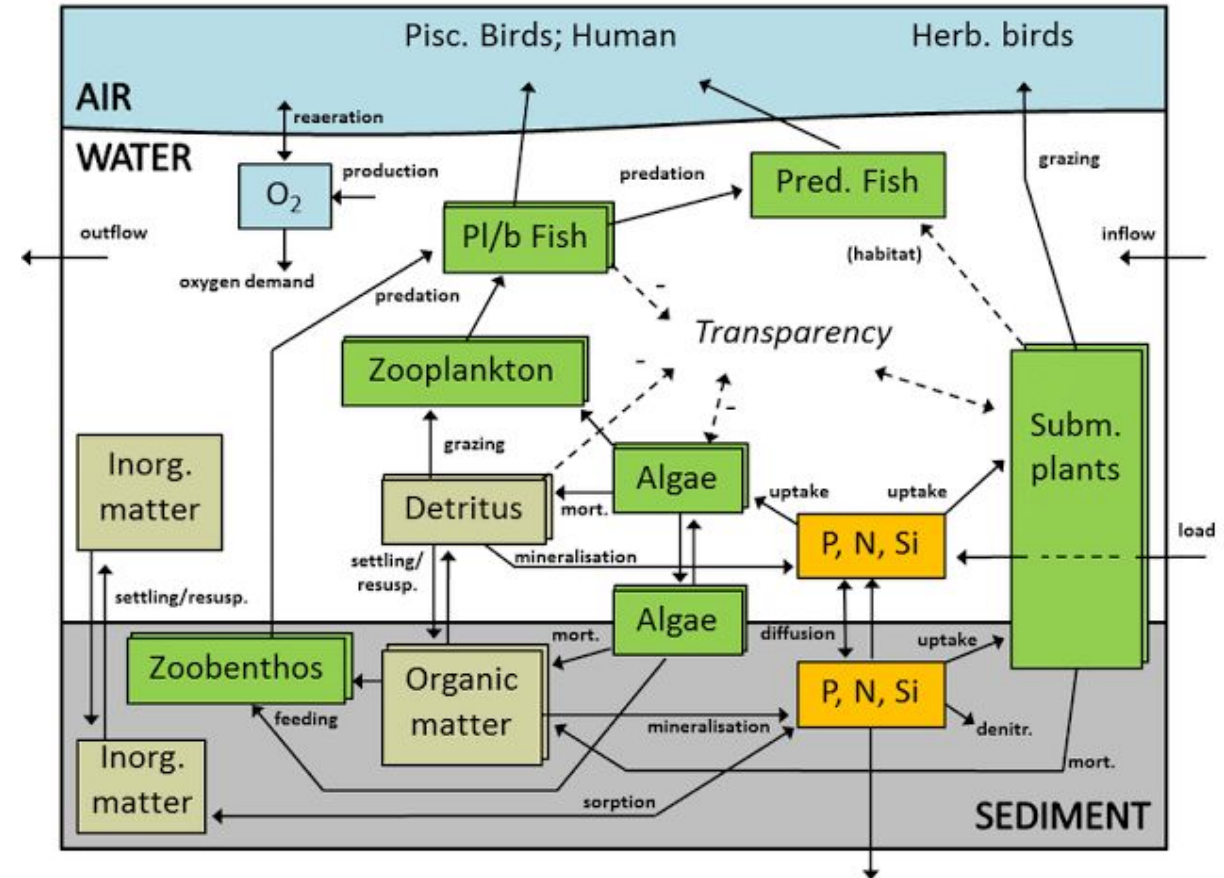 Pisc. Birds; Human
Herb. birds
AIR
reaeration
WATER
O2
production
predation
Pred. Fish
grazing
outflow
Pl/b Fish
(habitat)
inflow
oxygen demand
predation
-
Transparency
Zooplankton
-
-
grazing
Inorg.
matter
Detritus
mort.
Algae
uptake
uptake
Subm.
plants
P, N, Si
load
settling/
resusp.
mineralisation
settling/resusp.
Algae
mort.
diffusion
uptake
Zoobenthos
Organic
matter
P, N, Si
feeding
mineralisation
denitr.
Inorg.
matter
mort.
sorption
SEDIMENT